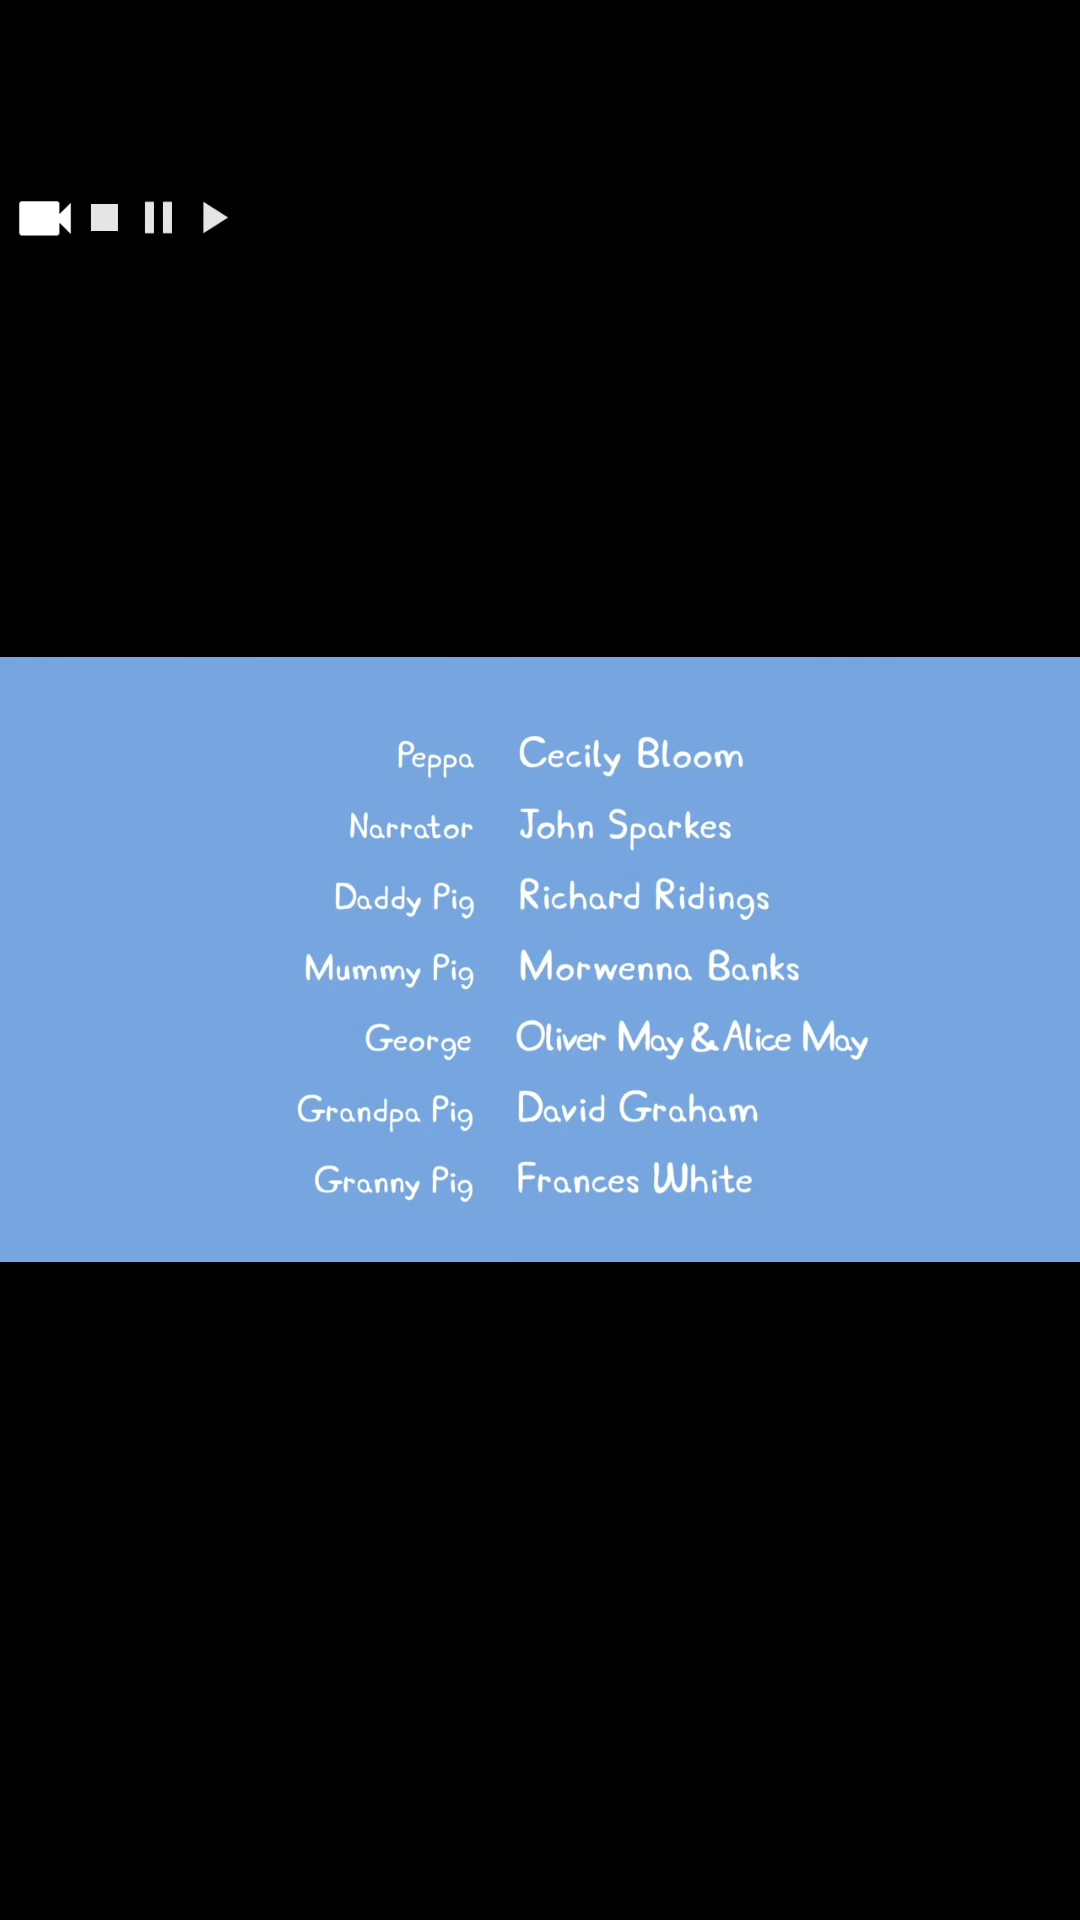 Peppa Cecily Bloom
Narrator John Sparkes
Daddy Pig Richard Ridings
Mummy Pig Morwenna Banks
George Oliver May & Alice May
Grandpa Pig David Graham
Granny Pig Frances White